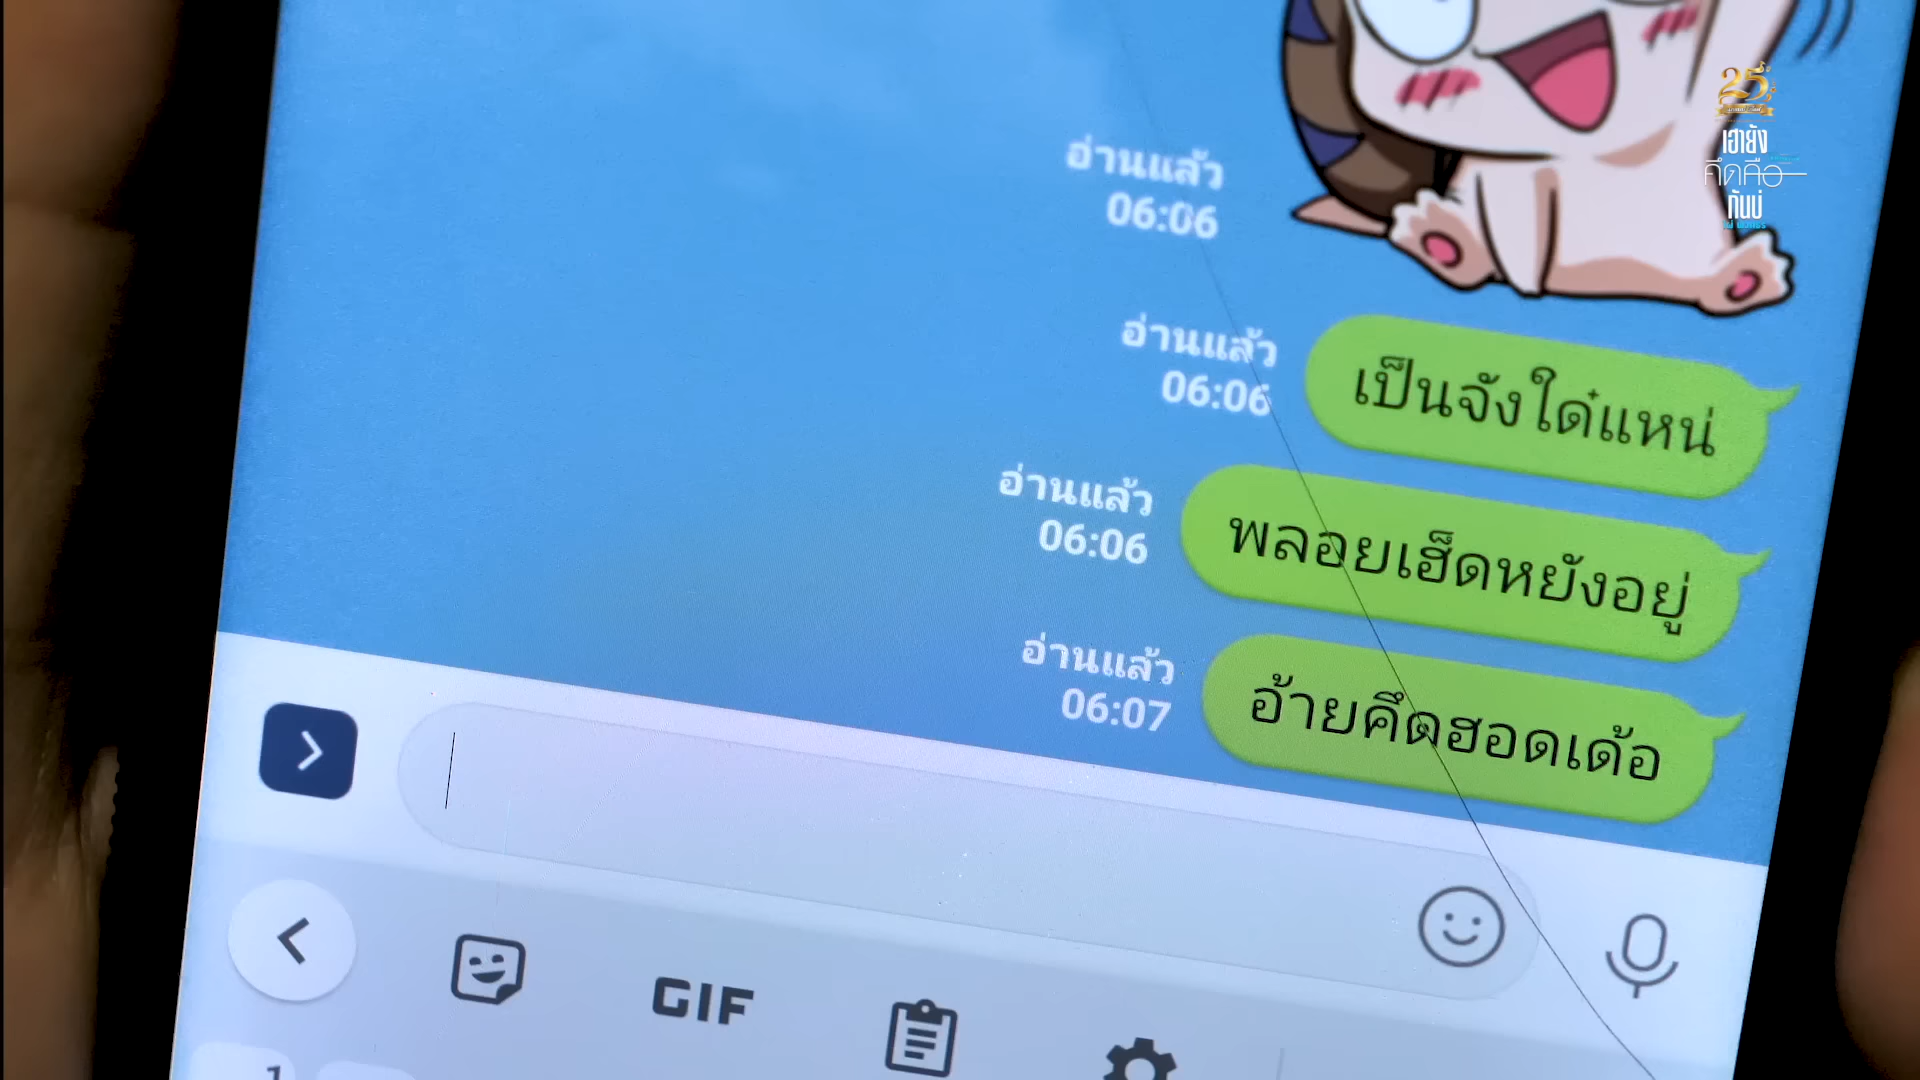 25
เฮายัง
คึดคือ
กันบ่
อ่านแล้ว
06:06
อ่านแล้ว
06:06
เป็นจังใด๋แหน่
อ่านแล้ว
06:06
พลอยเฮ็ดหยังอยู่
อ่านแล้ว
06:07
อ้ายคึดฮอดเด้อ
GIF
1